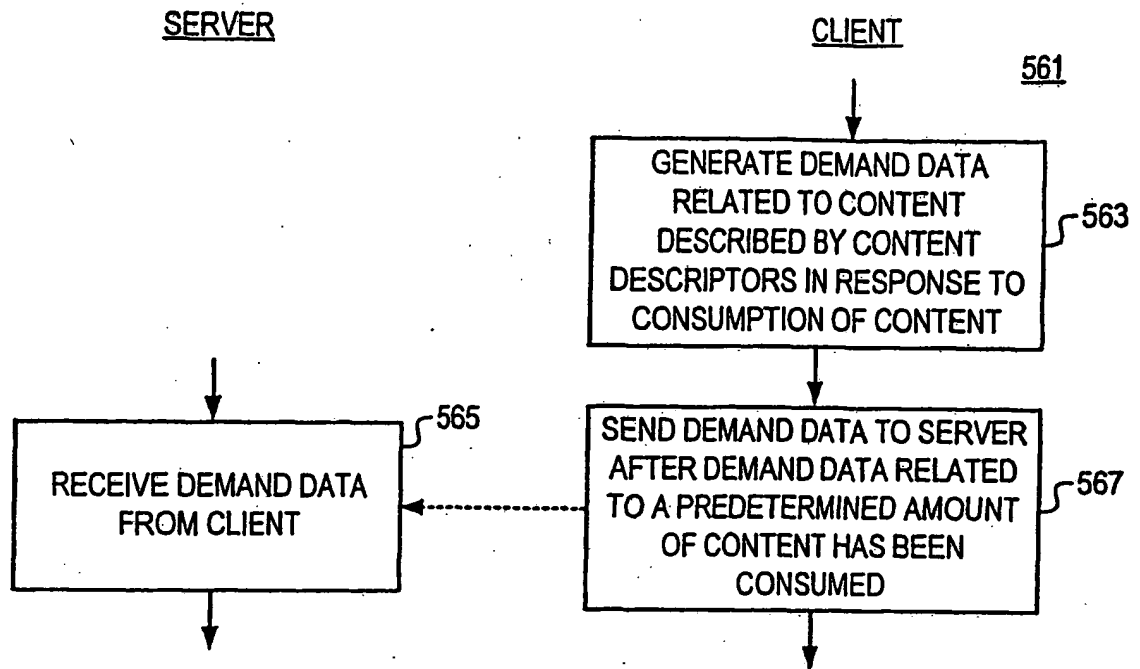 SERVER
CLIENT
561
GENERATE DEMAND DATA
RELATED TO CONTENT
DESCRIBED BY CONTENT
DESCRIPTORS IN RESPONSE TO
CONSUMPTION OF CONTENT
563
565
RECEIVE DEMAND DATA
FROM CLIENT
SEND DEMAND DATA TO SERVER
AFTER DEMAND DATA RELATED
TO A PREDETERMINED AMOUNT
OF CONTENT HAS BEEN
CONSUMED
567